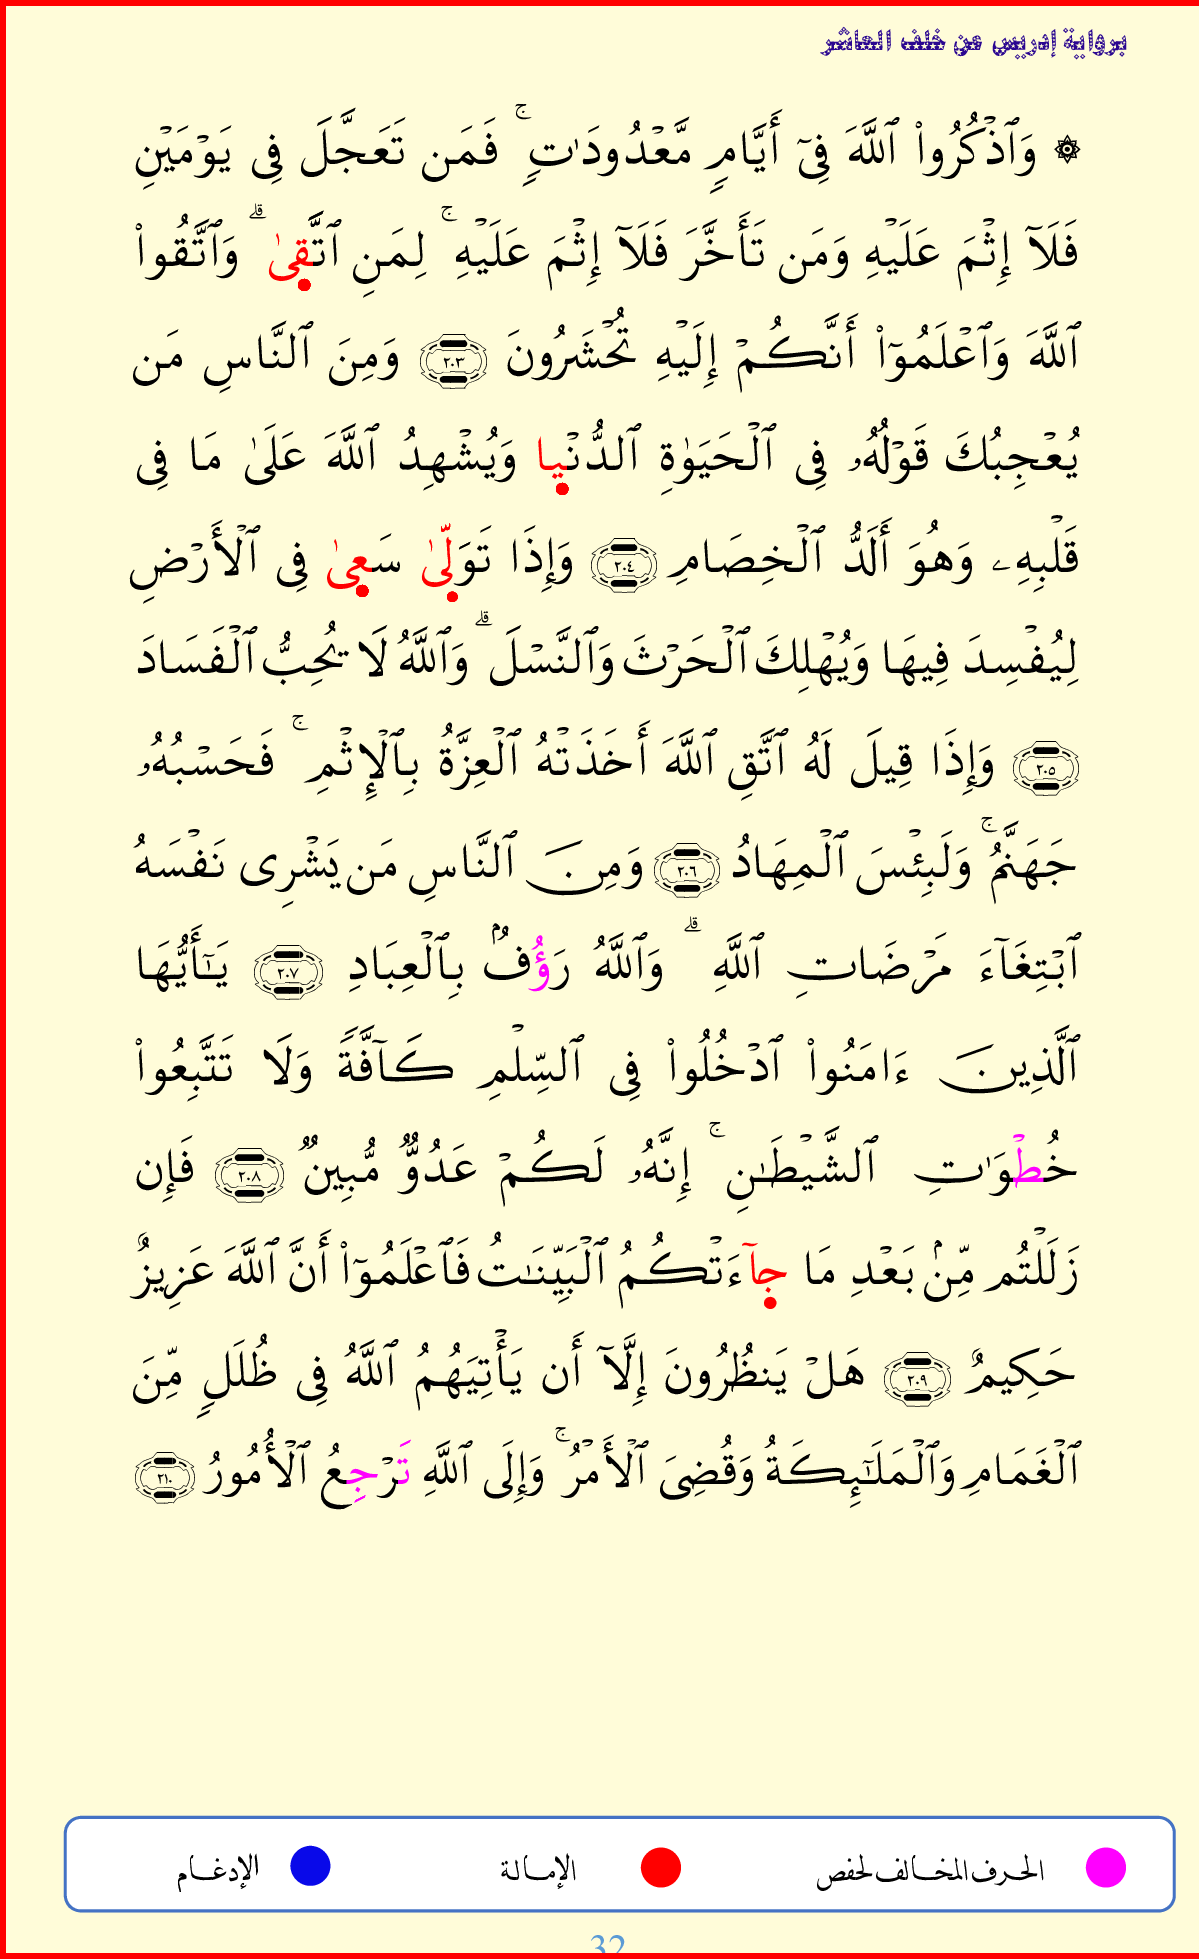 برواية إدريس عن خلف العاشر
۞ وَٱذْكُرُوا۟ ٱللَّهَ فِىٓ أَيَّامٍ مَّعْدُودَٰتٍ ۚ فَمَن تَعَجَّلَ فِى يَوْمَيْنِ
فَلَآ إِثْمَ عَلَيْهِ وَمَن تَأَخَّرَ فَلَآ إِثْمَ عَلَيْهِ ۚ لِمَنِ ٱتَّقىٰ ۗ وَٱتَّقُوا۟
ٱللَّهَ وَٱعْلَمُوٓا۟ أَنَّكُمْ إِلَيْهِ تُحْشَرُونَ ٢٠٣ وَمِنَ ٱلنَّاسِ مَن
يُعْجِبُكَ قَوْلُهُۥ فِى ٱلْحَيَوٰةِ ٱلدُّنْيا وَيُشْهِدُ ٱللَّهَ عَلَىٰ مَا فِى
قَلْبِهِۦ وَهُوَ أَلَدُّ ٱلْخِصَامِ ٢٠٤ وَإِذَا تَوَلّىٰ سَعىٰ فِى ٱلْأَرْضِ
لِيُفْسِدَ فِيهَا وَيُهْلِكَ ٱلْحَرْثَ وَٱلنَّسْلَ ۗ وَٱللَّهُ لَا يُحِبُّ ٱلْفَسَادَ
٢٠٥ وَإِذَا قِيلَ لَهُ ٱتَّقِ ٱللَّهَ أَخَذَتْهُ ٱلْعِزَّةُ بِٱلْإِثْمِ ۚ فَحَسْبُهُۥ
جَهَنَّمُ ۚ وَلَبِئْسَ ٱلْمِهَادُ ٢٠٦ وَمِنَ ٱلنَّاسِ مَن يَشْرِى نَفْسَهُ
ٱبْتِغَآءَ مَرْضَاتِ ٱللَّهِ ۗ وَٱللَّهُ رَؤُفٌۢ بِٱلْعِبَادِ ٢٠٧ يَـٰٓأَيُّهَا
ٱلَّذِينَ ءَامَنُوا۟ ٱدْخُلُوا۟ فِى ٱلسِّلْمِ كَآفَّةً وَلَا تَتَّبِعُوا۟
خُطْوَٰتِ ٱلشَّيْطَـٰنِ ۚ إِنَّهُۥ لَكُمْ عَدُوٌّ مُّبِينٌ ٢٠٨ فَإِن
زَلَلْتُم مِّنۢ بَعْدِ مَا جآءَتْكُمُ ٱلْبَيِّنَـٰتُ فَٱعْلَمُوٓا۟ أَنَّ ٱللَّهَ عَزِيزٌ
حَكِيمٌ ٢٠٩ هَلْ يَنظُرُونَ إِلَّآ أَن يَأْتِيَهُمُ ٱللَّهُ فِى ظُلَلٍ مِّنَ
ٱلْغَمَامِ وَٱلْمَلَـٰٓئِكَةُ وَقُضِىَ ٱلْأَمْرُ ۚ وَإِلَى ٱللَّهِ تَرْجِعُ ٱلْأُمُورُ ٢١٠
الحرف المخالف لحفص الإمالة الإدغام
32